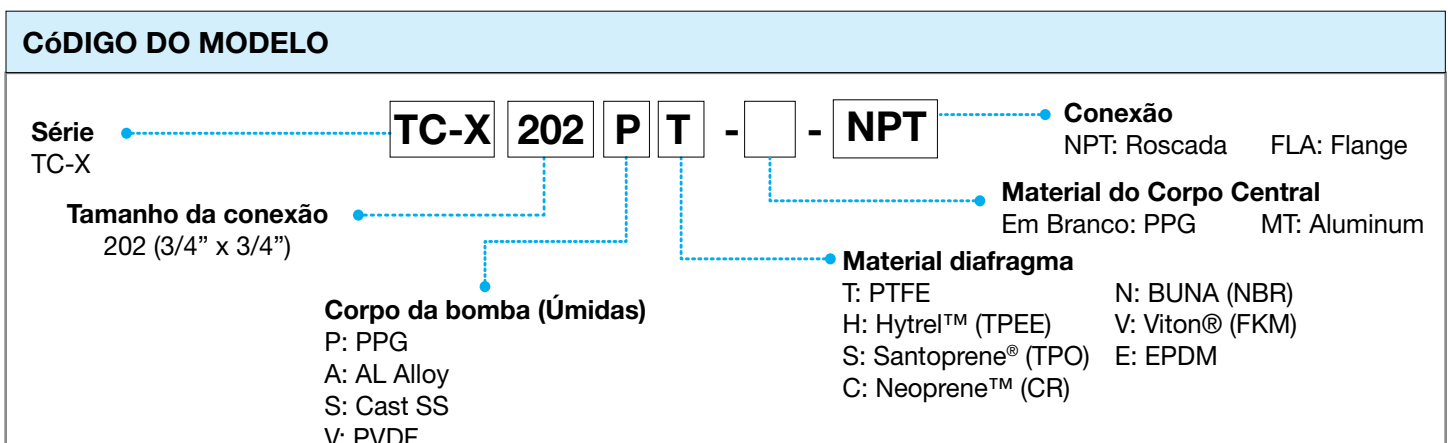 CóDIGO DO MODELO
Série
TC-X
TC-X 202 P T - - NPT
Conexão
NPT: Roscada FLA: Flange
Tamanho da conexão
202 (3/4” x 3/4”)
Material do Corpo Central
Em Branco: PPG MT: Aluminum
Corpo da bomba (Úmidas)
P: PPG
A: AL Alloy
S: Cast SS
V: PVDF
Material diafragma
T: PTFE N: BUNA (NBR)
H: Hytrel™ (TPEE) V: Viton® (FKM)
S: Santoprene® (TPO) E: EPDM
C: Neoprene™ (CR)